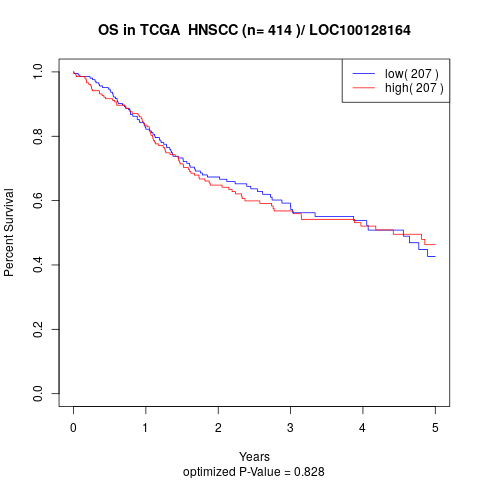 OS in TCGA  HNSCC (n= 414 )/ LOC100128164
low( 207 )
high( 207 )
Percent Survival
1.0
0.8
0.6
0.4
0.2
0.0
0 1 2 3 4 5
Years
optimized P-Value = 0.828